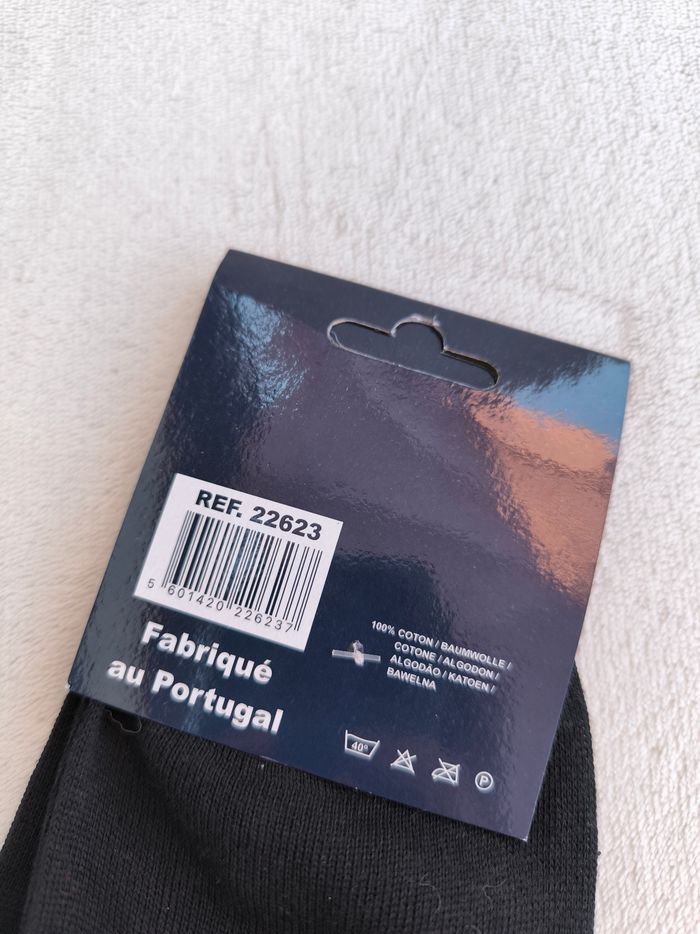 REF. 22623
5 601420 226237
Fabriqué
au Portugal
100% COTON / BAUMWOLLE /
COTONE / ALGODON /
ALGODÃO / KATOEN /
BAWELNA
40°
P